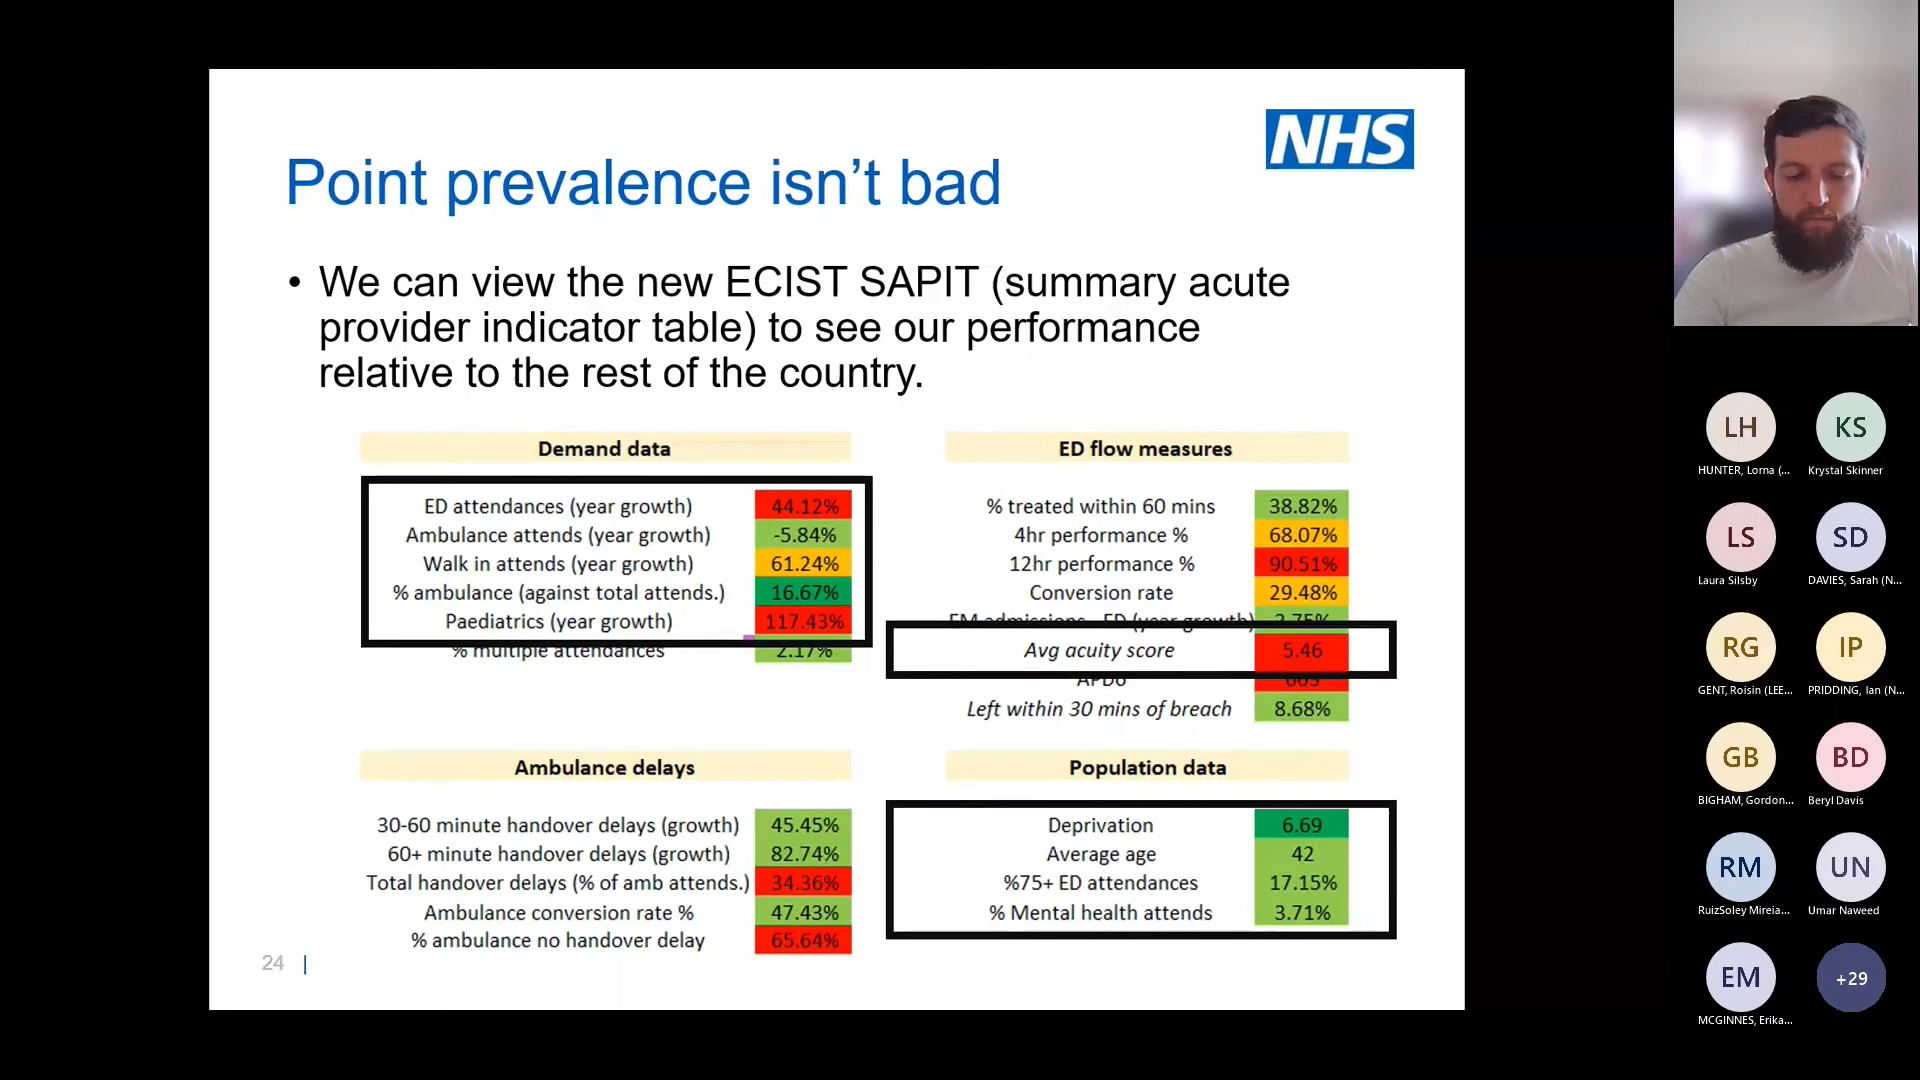 NHS
Point prevalence isn't bad
• We can view the new ECIST SAPIT (summary acute
provider indicator table) to see our performance
relative to the rest of the country.
Demand data
ED attendances (year growth) 44.12%
Ambulance attends (year growth) -5.84%
Walk in attends (year growth) 61.24%
% ambulance (against total attends.) 16.67%
Paediatrics (year growth) 117.43%
% multiple attendances 2.17%
ED flow measures
% treated within 60 mins 38.82%
4hr performance % 68.07%
12hr performance % 90.51%
Conversion rate 29.48%
EM admissions - ED (year growth) 3.75%
Avg acuity score 5.46
Left within 30 mins of breach 8.68%
Ambulance delays
30-60 minute handover delays (growth) 45.45%
60+ minute handover delays (growth) 82.74%
Total handover delays (% of amb attends.) 34.36%
Ambulance conversion rate % 47.43%
% ambulance no handover delay 65.64%
Population data
Deprivation 6.69
Average age 42
%75+ ED attendances 17.15%
% Mental health attends 3.71%
24 |
LH KS
HUNTER, Lorna (... Krystal Skinner
LS SD
Laura Silsby DAVIES, Sarah (N...
RG IP
GENT, Roisin (LEE... PRIDDING, Ian (N...
GB BD
BIGHAM, Gordon... Beryl Davis
RM UN
RuizSoley Mireia... Umar Naweed
EM +29
MCGINNES, Erika...